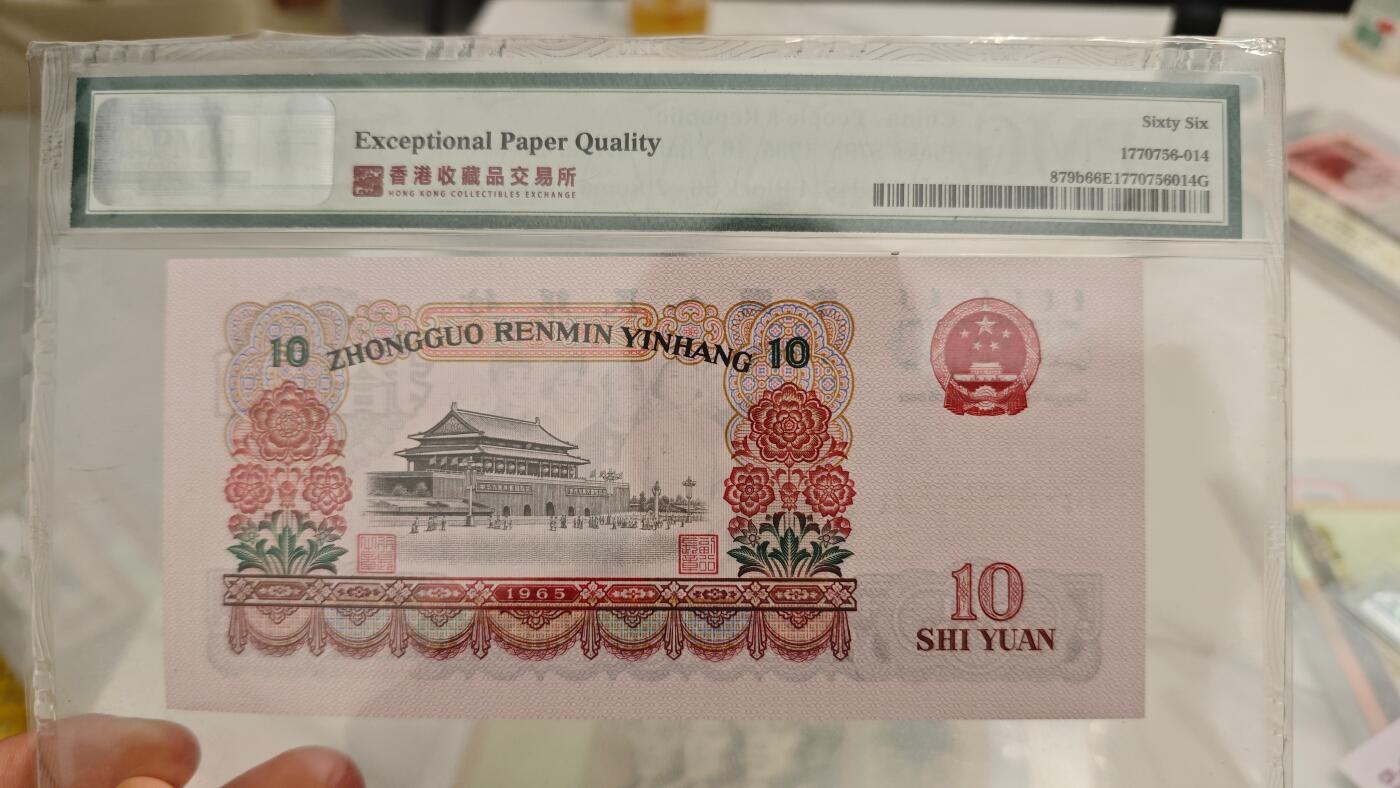 Exceptional Paper Quality
香港收藏品交易所
HONG KONG COLLECTIBLES EXCHANGE
Sixty Six
1770756-014
879b66E1770756014G
10 ZHONGGUO RENMIN YINHANG 10
1965
10
SHI YUAN